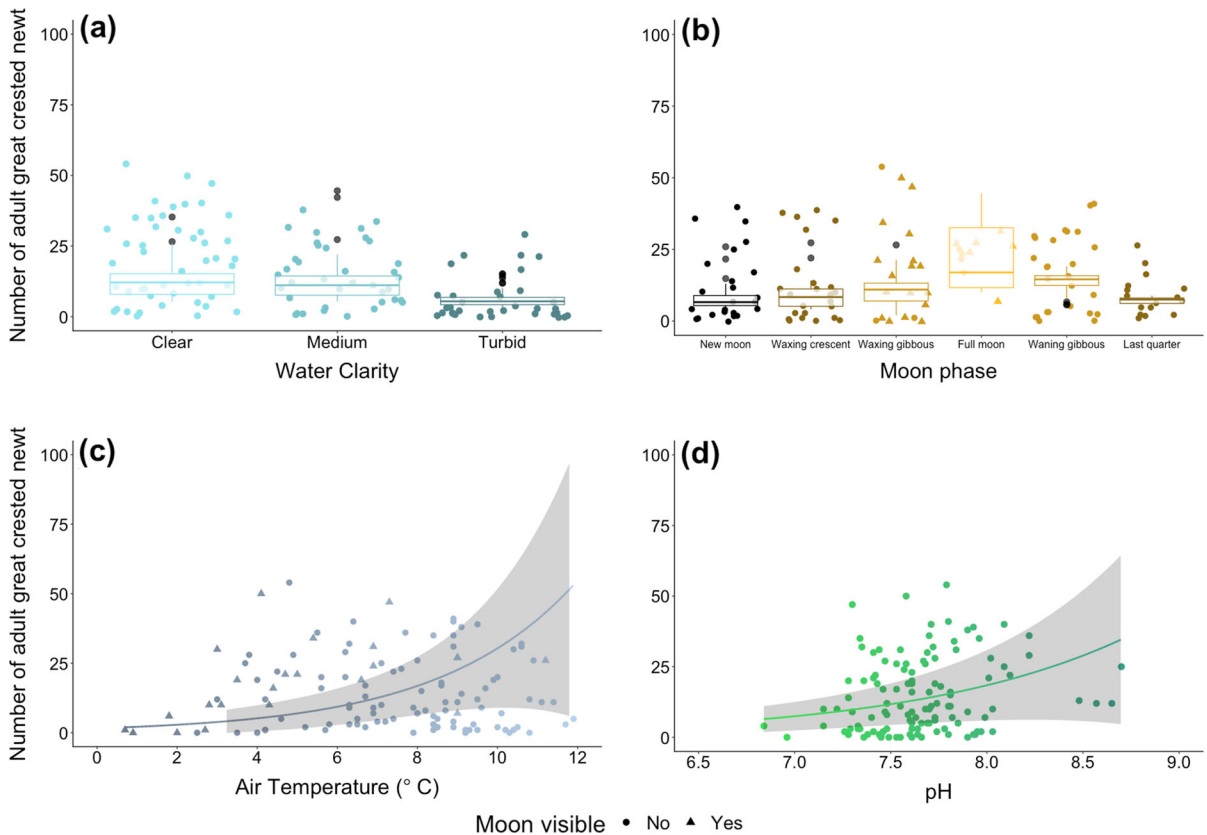 (a)
Number of adult great crested newt
100
75
50
25
0
Clear Medium Turbid
Water Clarity
(b)
100
75
50
25
0
New moon Waxing crescent Waxing gibbous Full moon Waning gibbous Last quarter
Moon phase
(c)
Number of adult great crested newt
100
75
50
25
0
0 2 4 6 8 10 12
Air Temperature (° C)
(d)
100
75
50
25
0
6.5 7.0 7.5 8.0 8.5 9.0
pH
Moon visible No Yes